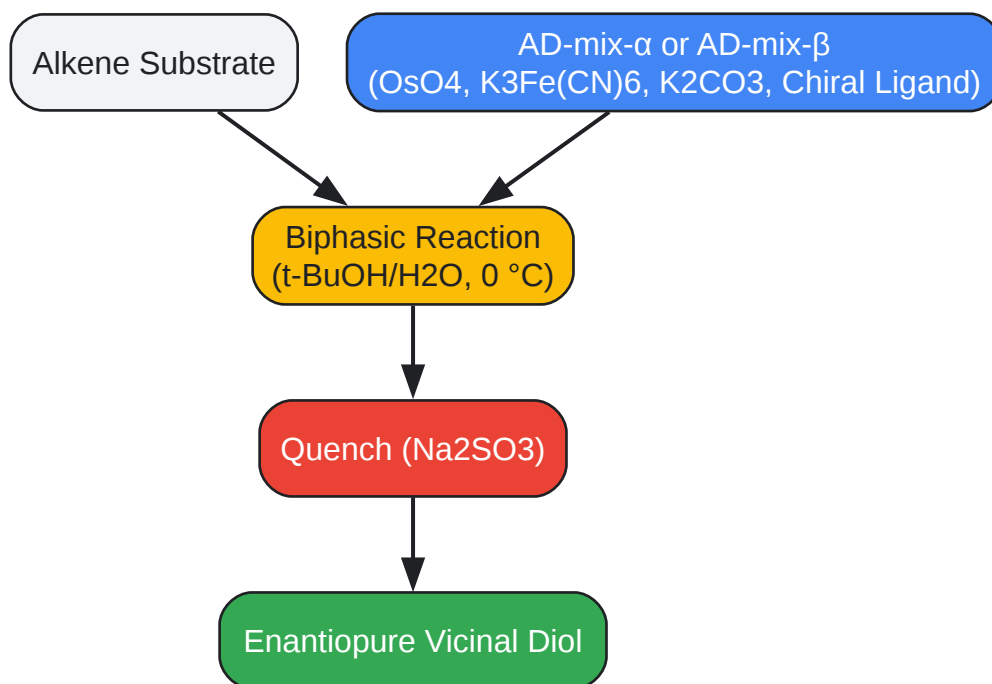 Alkene Substrate
AD-mix-α or AD-mix-β
(OsO4, K3Fe(CN)6, K2CO3, Chiral Ligand)
Biphasic Reaction
(t-BuOH/H2O, 0 °C)
Quench (Na2SO3)
Enantiopure Vicinal Diol